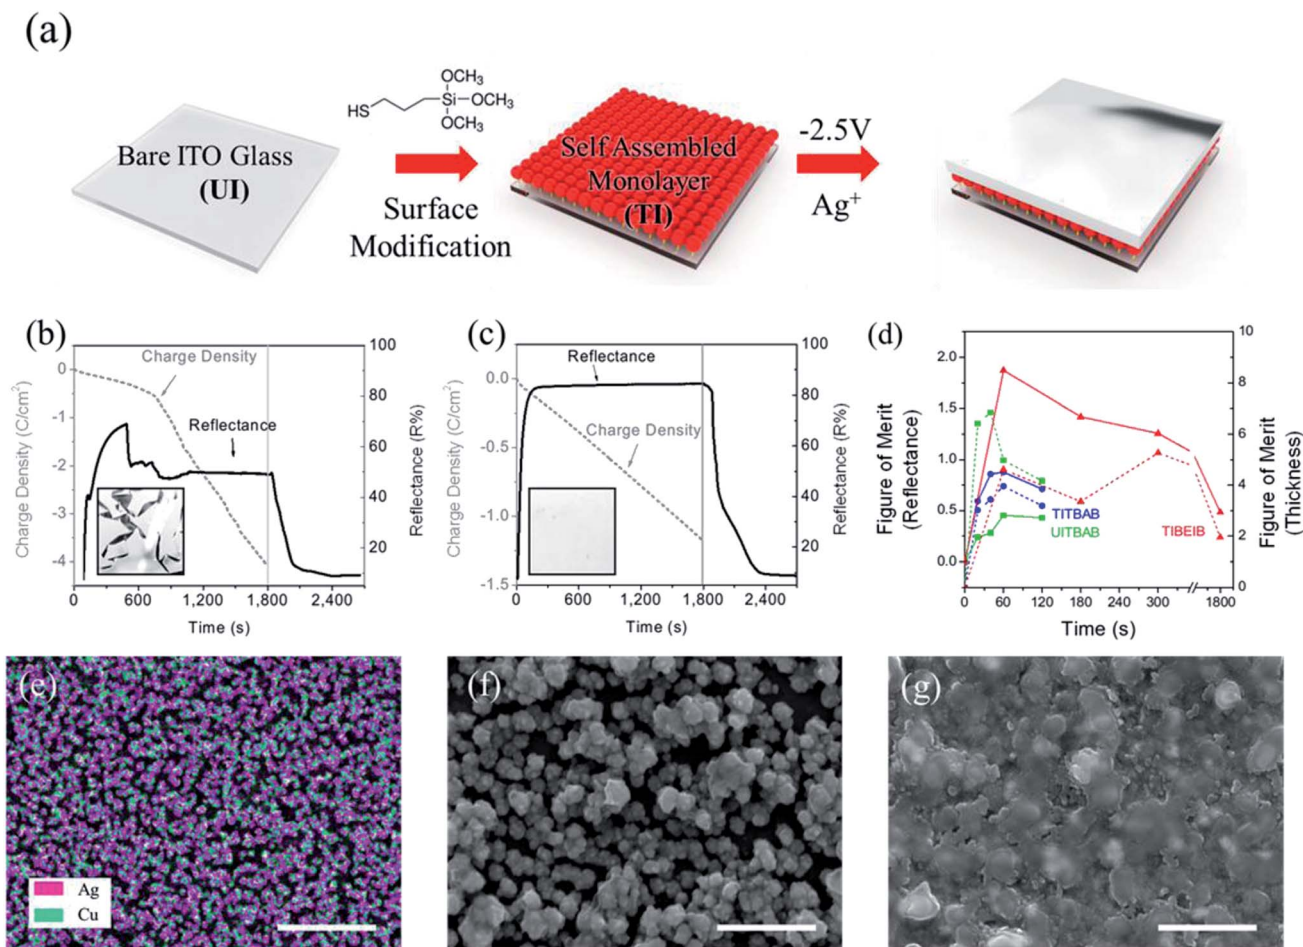 (a)
HS
Si
OCH3
OCH3
OCH3
Bare ITO Glass
(UI)
Surface
Modification
Self Assembled
Monolayer
(TI)
-2.5V
Ag+
(b)
Charge Density
Reflectance
Charge Density (C/cm2)
0
-1
-2
-3
-4
100
80
60
40
20
Reflectance (R%)
0 600 1,200 1,800 2,400
Time (s)
(c)
Reflectance
Charge Density
Charge Density (C/cm2)
0.0
-0.5
-1.0
-1.5
100
80
60
40
20
Reflectance (R%)
0 600 1,200 1,800 2,400
Time (s)
(d)
Figure of Merit
(Reflectance)
2.0
1.5
1.0
0.5
0.0
TITBAB
UITBAB
TIBEIB
10
8
6
4
2
0
Figure of Merit
(Thickness)
0 60 120 180 300 1800
Time (s)
(e)
Ag
Cu
(f)
(g)